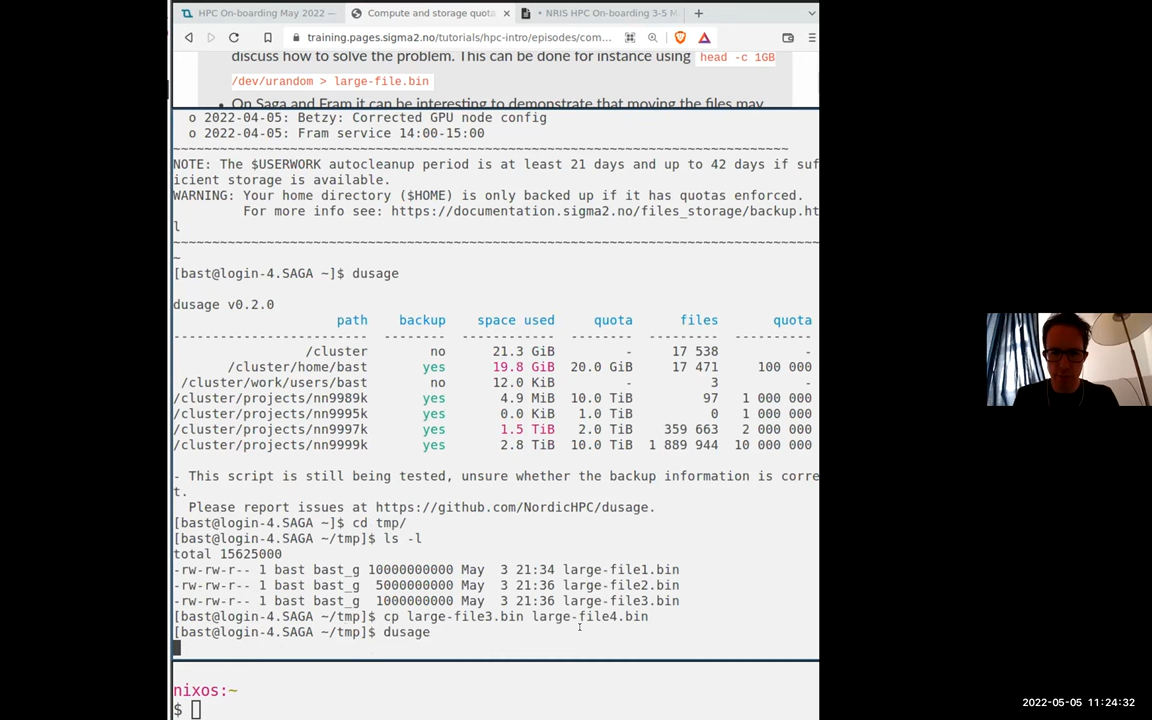 HPC On-boarding May 2022 —
Compute and storage quota
• NRIS HPC On-boarding 3-5 M
training.pages.sigma2.no/tutorials/hpc-intro/episodes/com...
discuss how to solve the problem. This can be done for instance using head -c 1GB
/dev/urandom > large-file.bin
• On Saga and Fram it can be interesting to demonstrate that moving the files may
o 2022-04-05: Betzy: Corrected GPU node config
o 2022-04-05: Fram service 14:00-15:00
~~~~~~~~~~~~~~~~~~~~~~~~~~~~~~~~~~~~~~~~~~~~~~~~~~~~~~~~~~~~~~~~~~~~~~~~~~~~~~~
NOTE: The $USERWORK autocleanup period is at least 21 days and up to 42 days if suf
icient storage is available.
WARNING: Your home directory ($HOME) is only backed up if it has quotas enforced.
For more info see: https://documentation.sigma2.no/files_storage/backup.ht
l
~~~~~~~~~~~~~~~~~~~~~~~~~~~~~~~~~~~~~~~~~~~~~~~~~~~~~~~~~~~~~~~~~~~~~~~~~~~~~~~~~~~
~
[bast@login-4.SAGA ~]$ dusage
dusage v0.2.0
path backup space used quota files quota
------------------------- -------- ------------ -------- --------- ----------
/cluster no 21.3 GiB - 17 538 -
/cluster/home/bast yes 19.8 GiB 20.0 GiB 17 471 100 000
/cluster/work/users/bast no 12.0 KiB - 3 -
/cluster/projects/nn9989k yes 4.9 MiB 10.0 TiB 97 1 000 000
/cluster/projects/nn9995k yes 0.0 KiB 1.0 TiB 0 1 000 000
/cluster/projects/nn9997k yes 1.5 TiB 2.0 TiB 359 663 2 000 000
/cluster/projects/nn9999k yes 2.8 TiB 10.0 TiB 1 889 944 10 000 000
- This script is still being tested, unsure whether the backup information is corre
t.
Please report issues at https://github.com/NordicHPC/dusage.
[bast@login-4.SAGA ~]$ cd tmp/
[bast@login-4.SAGA ~/tmp]$ ls -l
total 15625000
-rw-rw-r-- 1 bast bast_g 10000000000 May 3 21:34 large-file1.bin
-rw-rw-r-- 1 bast bast_g 5000000000 May 3 21:36 large-file2.bin
-rw-rw-r-- 1 bast bast_g 1000000000 May 3 21:36 large-file3.bin
[bast@login-4.SAGA ~/tmp]$ cp large-file3.bin large-file4.bin
[bast@login-4.SAGA ~/tmp]$ dusage
nixos:~
$
2022-05-05 11:24:32